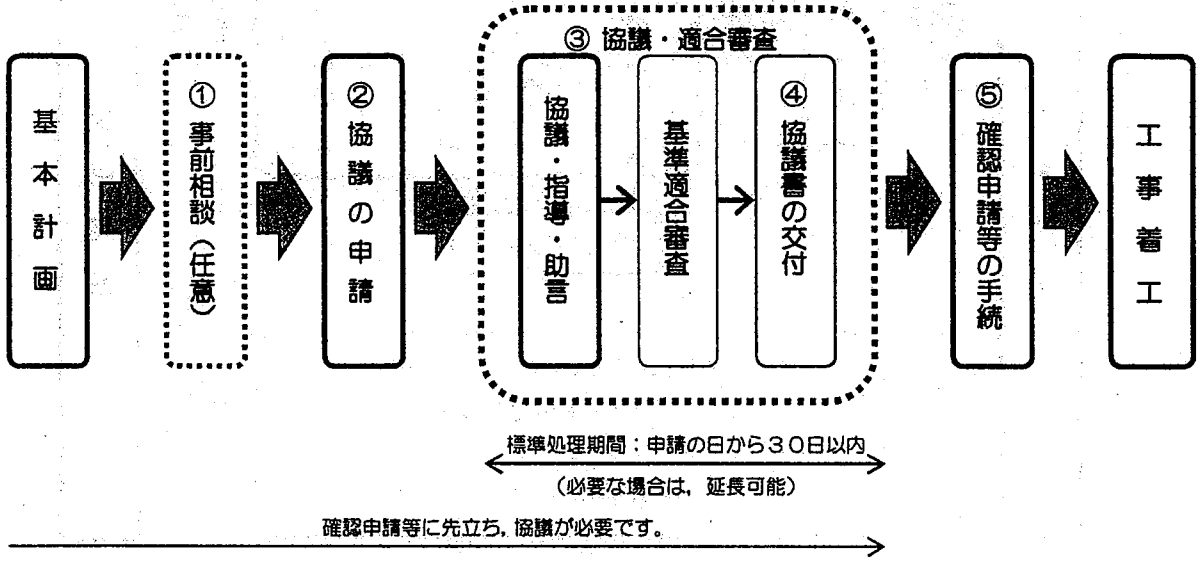 基本計画
① 事前相談（任意）
② 協議の申請
③ 協議・適合審査
協議・指導・助言
基準適合審査
④ 協議書の交付
⑤ 確認申請等の手続
工事着工
標準処理期間：申請の日から３０日以内
（必要な場合は，延長可能）
確認申請等に先立ち，協議が必要です。